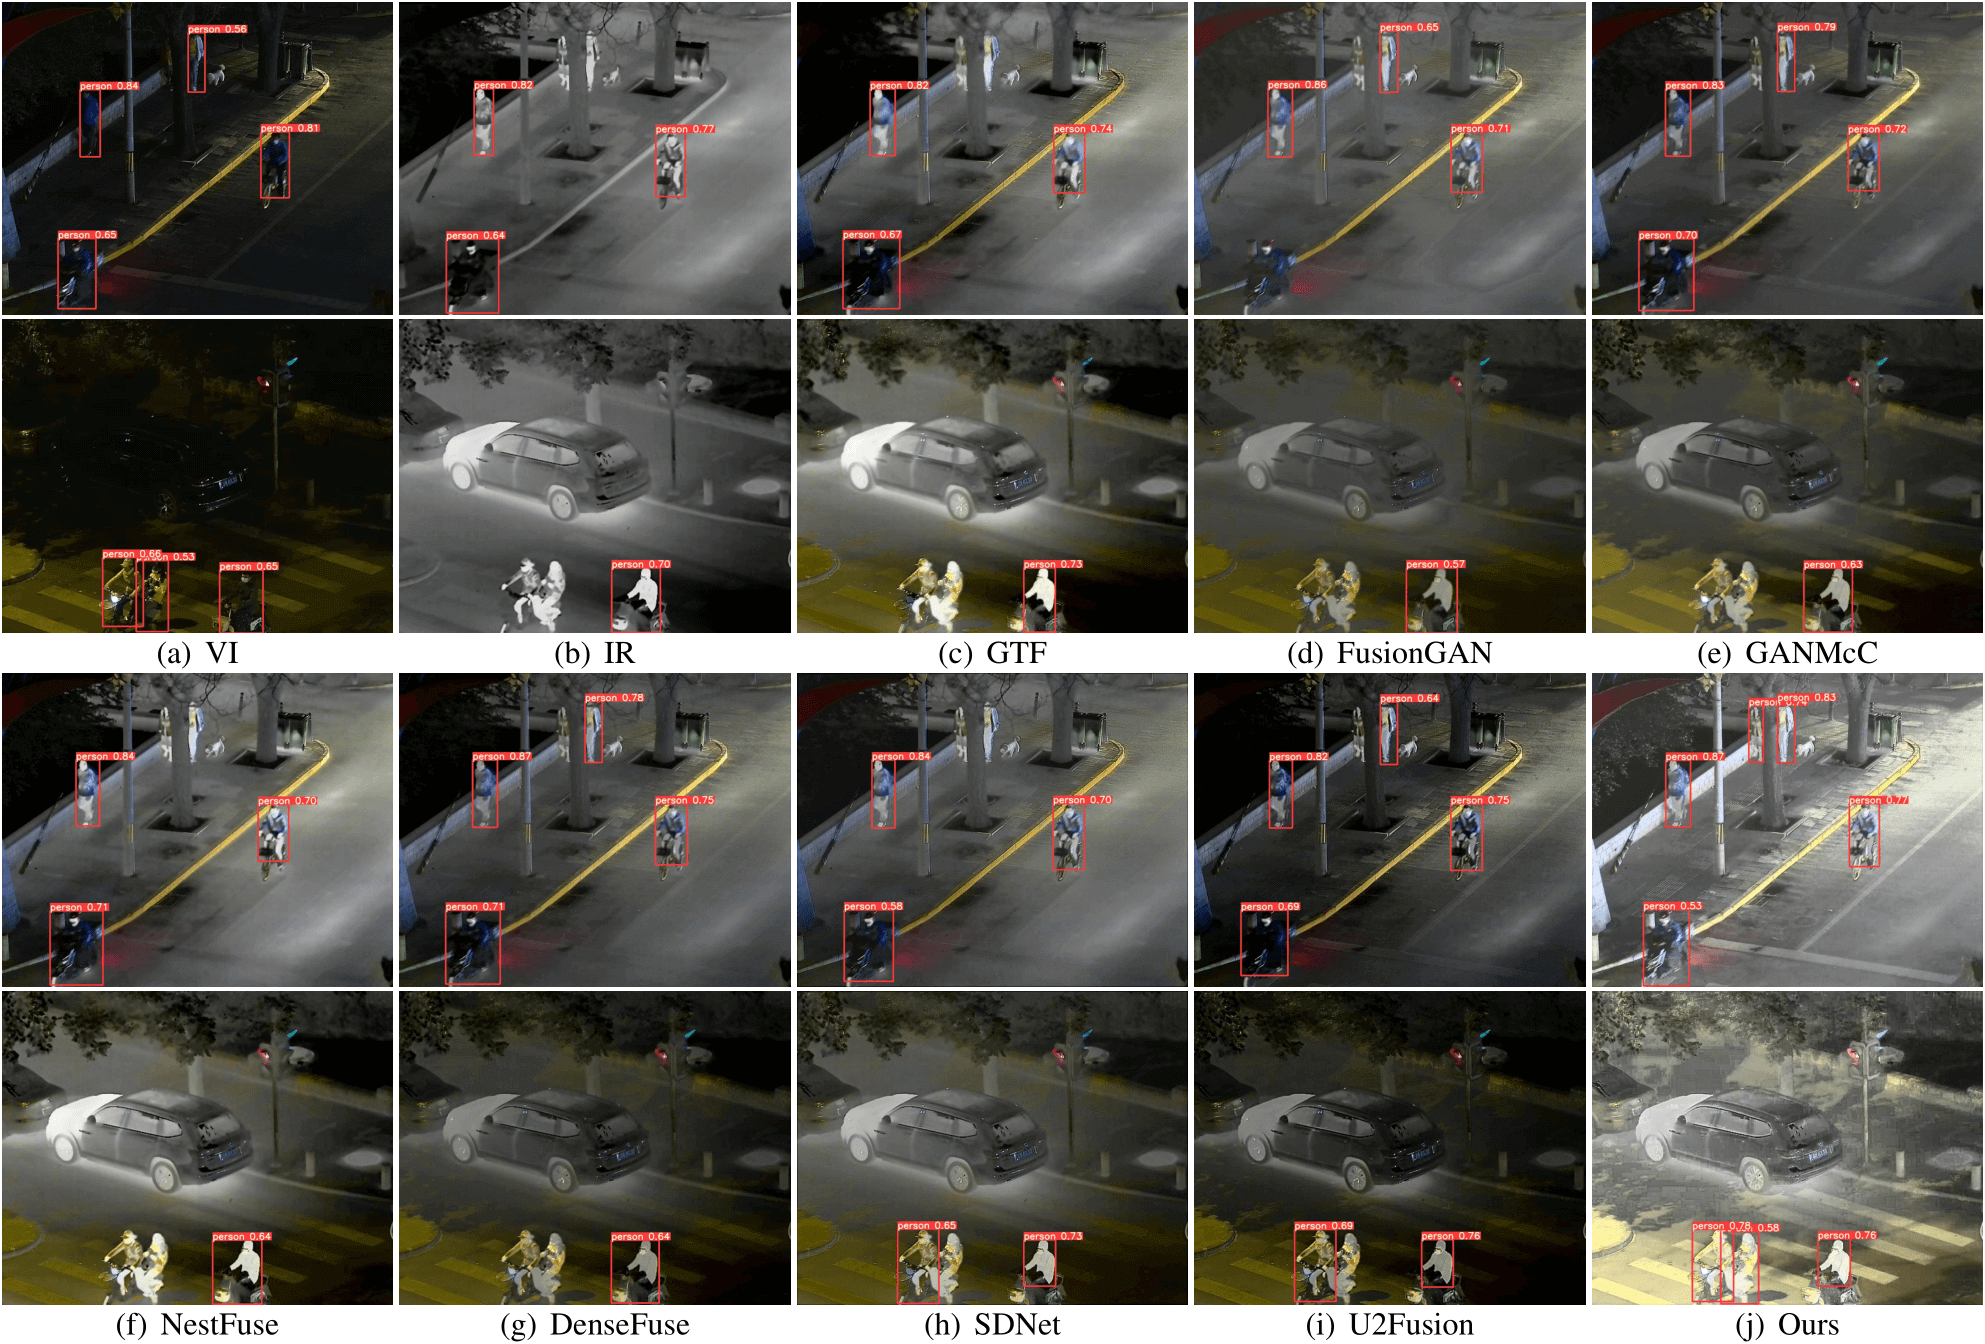 person 0.56
person 0.84
person 0.81
person 0.65
person 0.82
person 0.77
person 0.64
person 0.82
person 0.74
person 0.67
person 0.65
person 0.86
person 0.71
person 0.79
person 0.83
person 0.72
person 0.70
person 0.66
0.53
person 0.65
person 0.70
person 0.73
person 0.57
person 0.63
(a) VI
(b) IR
(c) GTF
(d) FusionGAN
(e) GANMcC
person 0.84
person 0.70
person 0.71
person 0.78
person 0.87
person 0.75
person 0.71
person 0.84
person 0.70
person 0.58
person 0.64
person 0.82
person 0.75
person 0.69
person 0.83
person 0.74
person 0.87
person 0.77
person 0.53
person 0.64
person 0.64
person 0.65
person 0.73
person 0.69
person 0.76
person 0.78
0.58
person 0.76
(f) NestFuse
(g) DenseFuse
(h) SDNet
(i) U2Fusion
(j) Ours